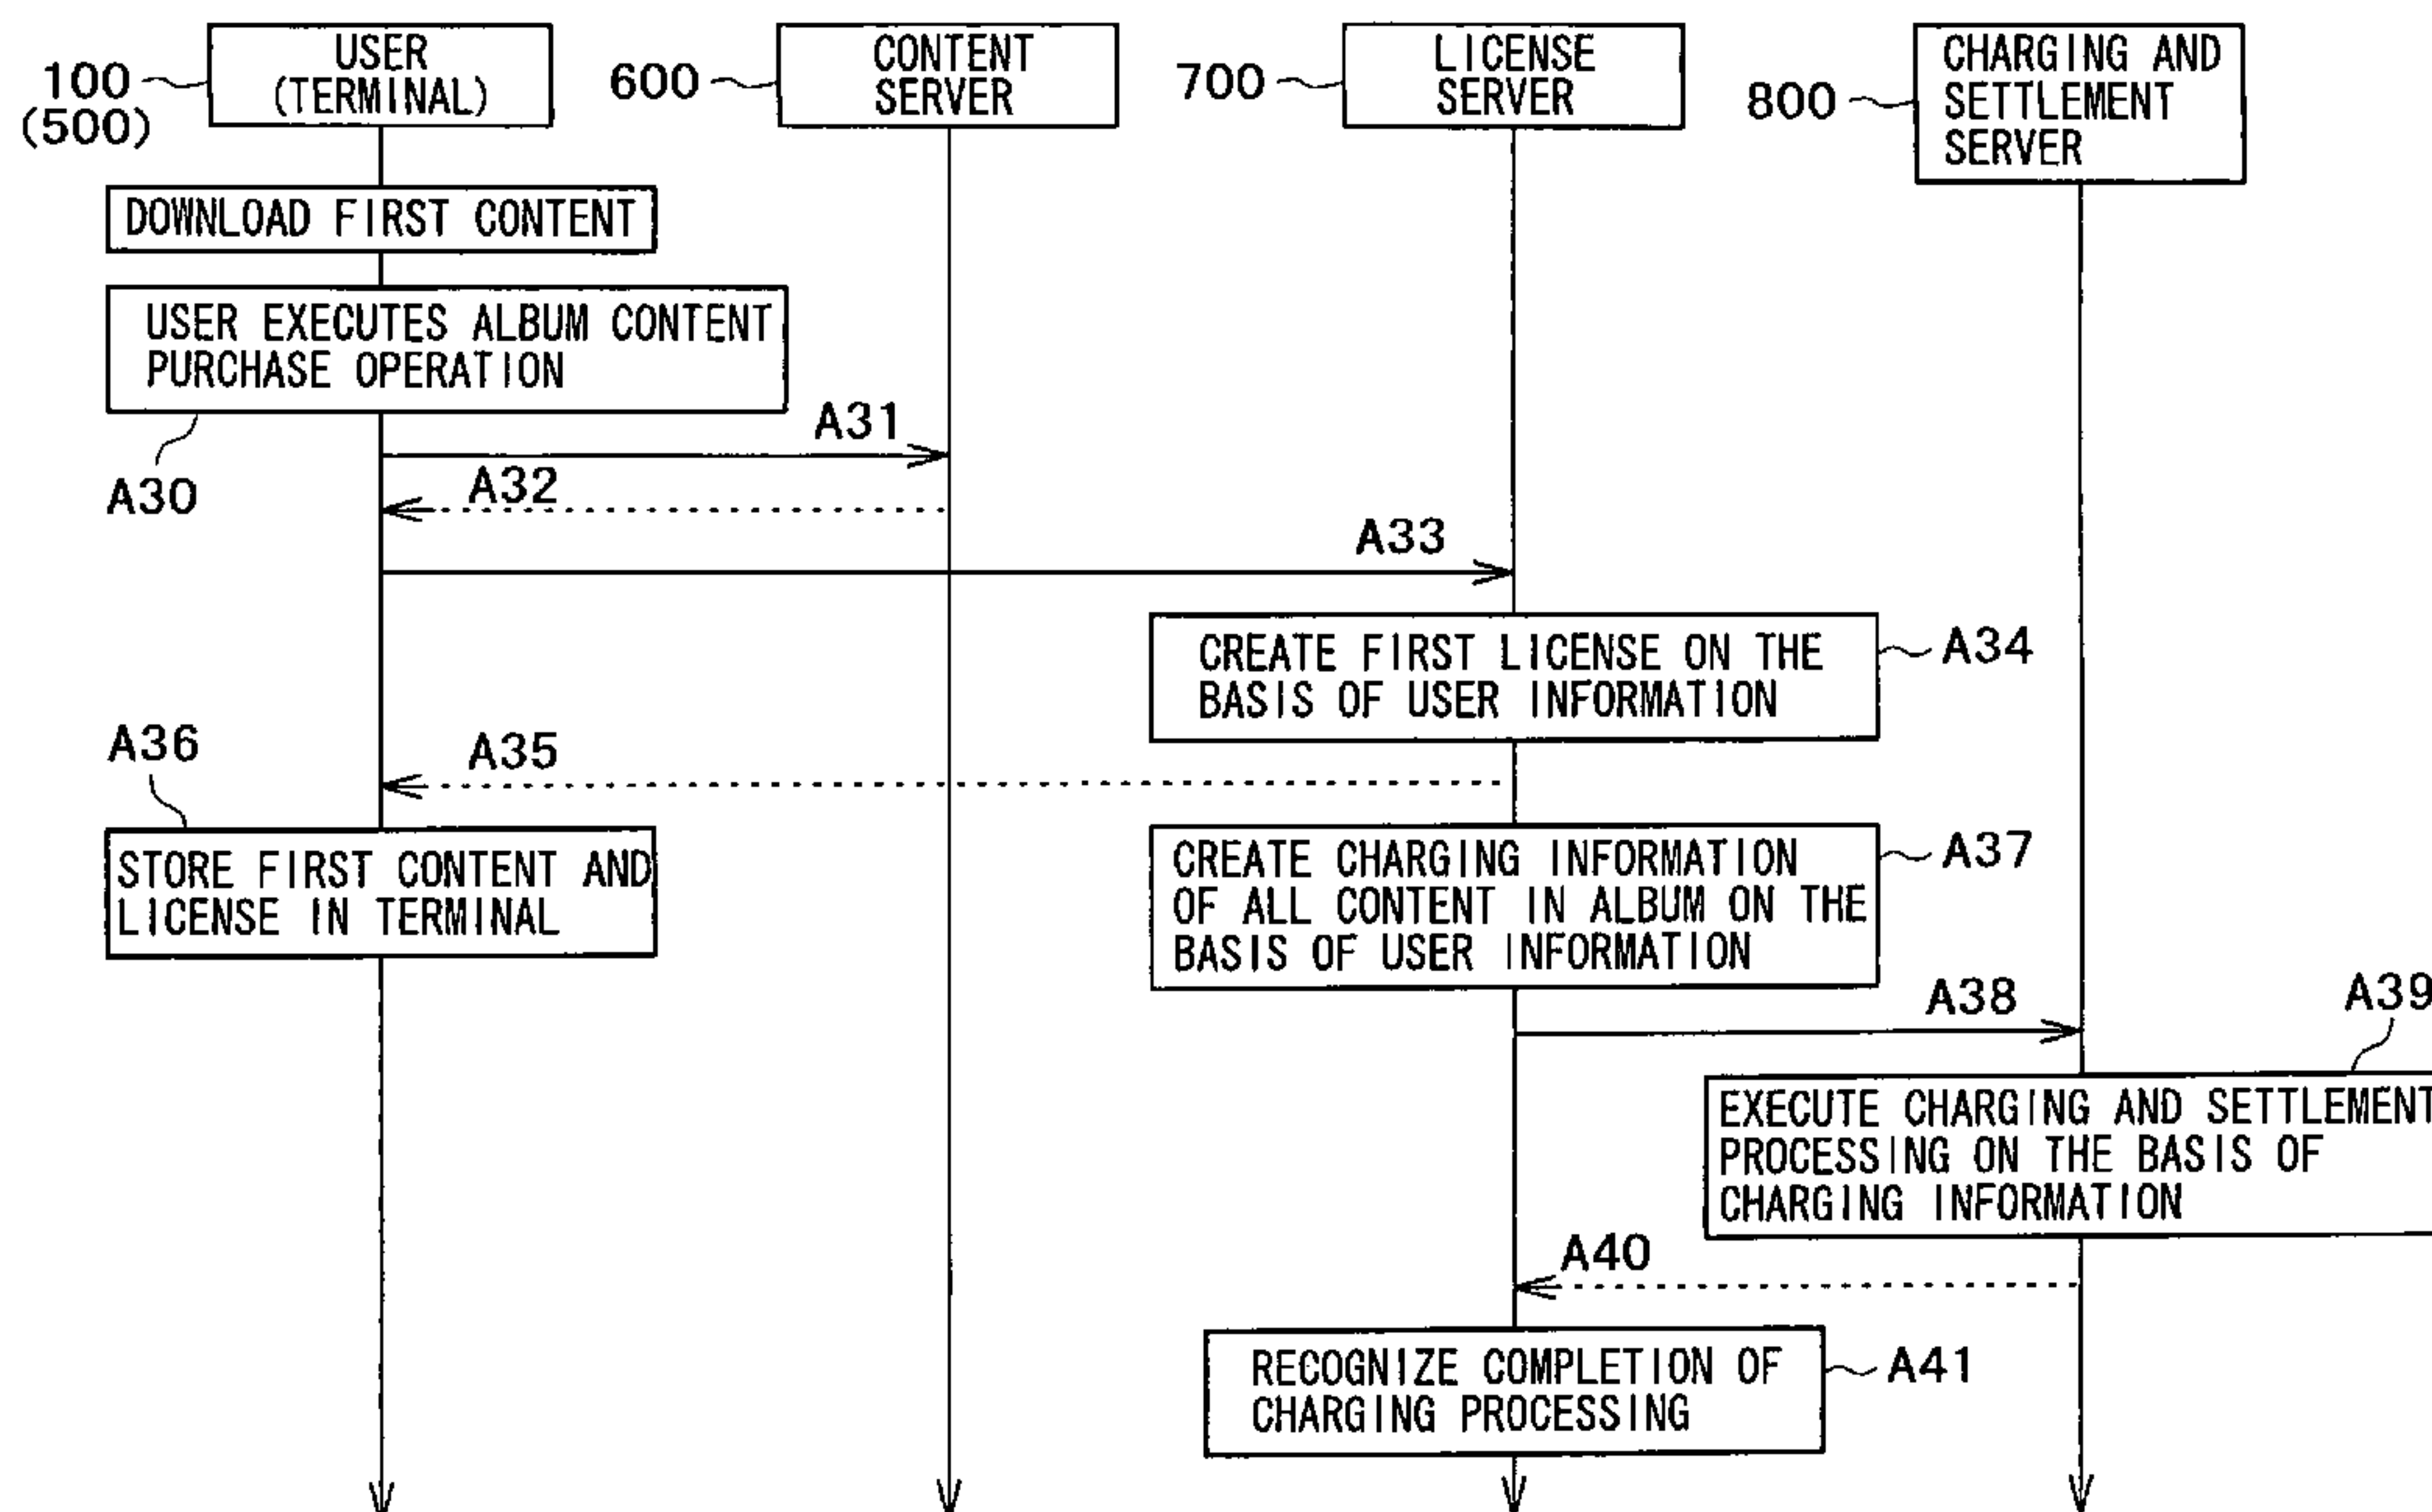 100
(500)
USER
(TERMINAL)
600
CONTENT
SERVER
700
LICENSE
SERVER
800
CHARGING AND
SETTLEMENT
SERVER
DOWNLOAD FIRST CONTENT
USER EXECUTES ALBUM CONTENT
PURCHASE OPERATION
A30
A31
A32
A33
CREATE FIRST LICENSE ON THE
BASIS OF USER INFORMATION
A34
A35
A36
STORE FIRST CONTENT AND
LICENSE IN TERMINAL
CREATE CHARGING INFORMATION
OF ALL CONTENT IN ALBUM ON THE
BASIS OF USER INFORMATION
A37
A38
A39
EXECUTE CHARGING AND SETTLEMENT
PROCESSING ON THE BASIS OF
CHARGING INFORMATION
A40
RECOGNIZE COMPLETION OF
CHARGING PROCESSING
A41